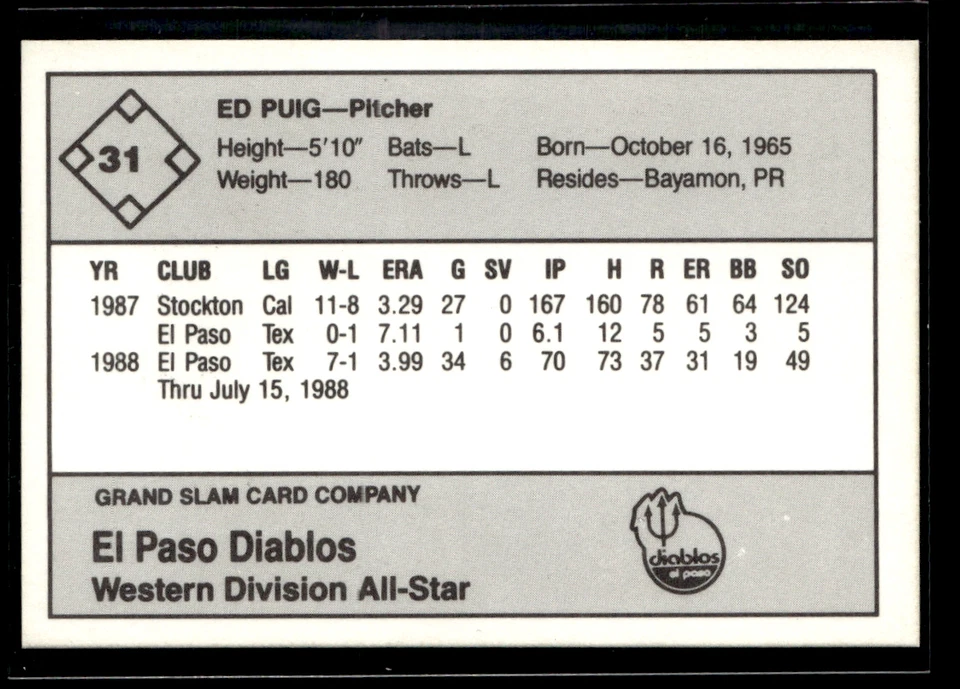 31
ED PUIG—Pitcher
Height—5'10" Bats—L Born—October 16, 1965
Weight—180 Throws—L Resides—Bayamon, PR
YR CLUB LG W-L ERA G SV IP H R ER BB SO
1987 Stockton Cal 11-8 3.29 27 0 167 160 78 61 64 124
El Paso Tex 0-1 7.11 1 0 6.1 12 5 5 3 5
1988 El Paso Tex 7-1 3.99 34 6 70 73 37 31 19 49
Thru July 15, 1988
GRAND SLAM CARD COMPANY
El Paso Diablos
Western Division All-Star
diablos
el paso